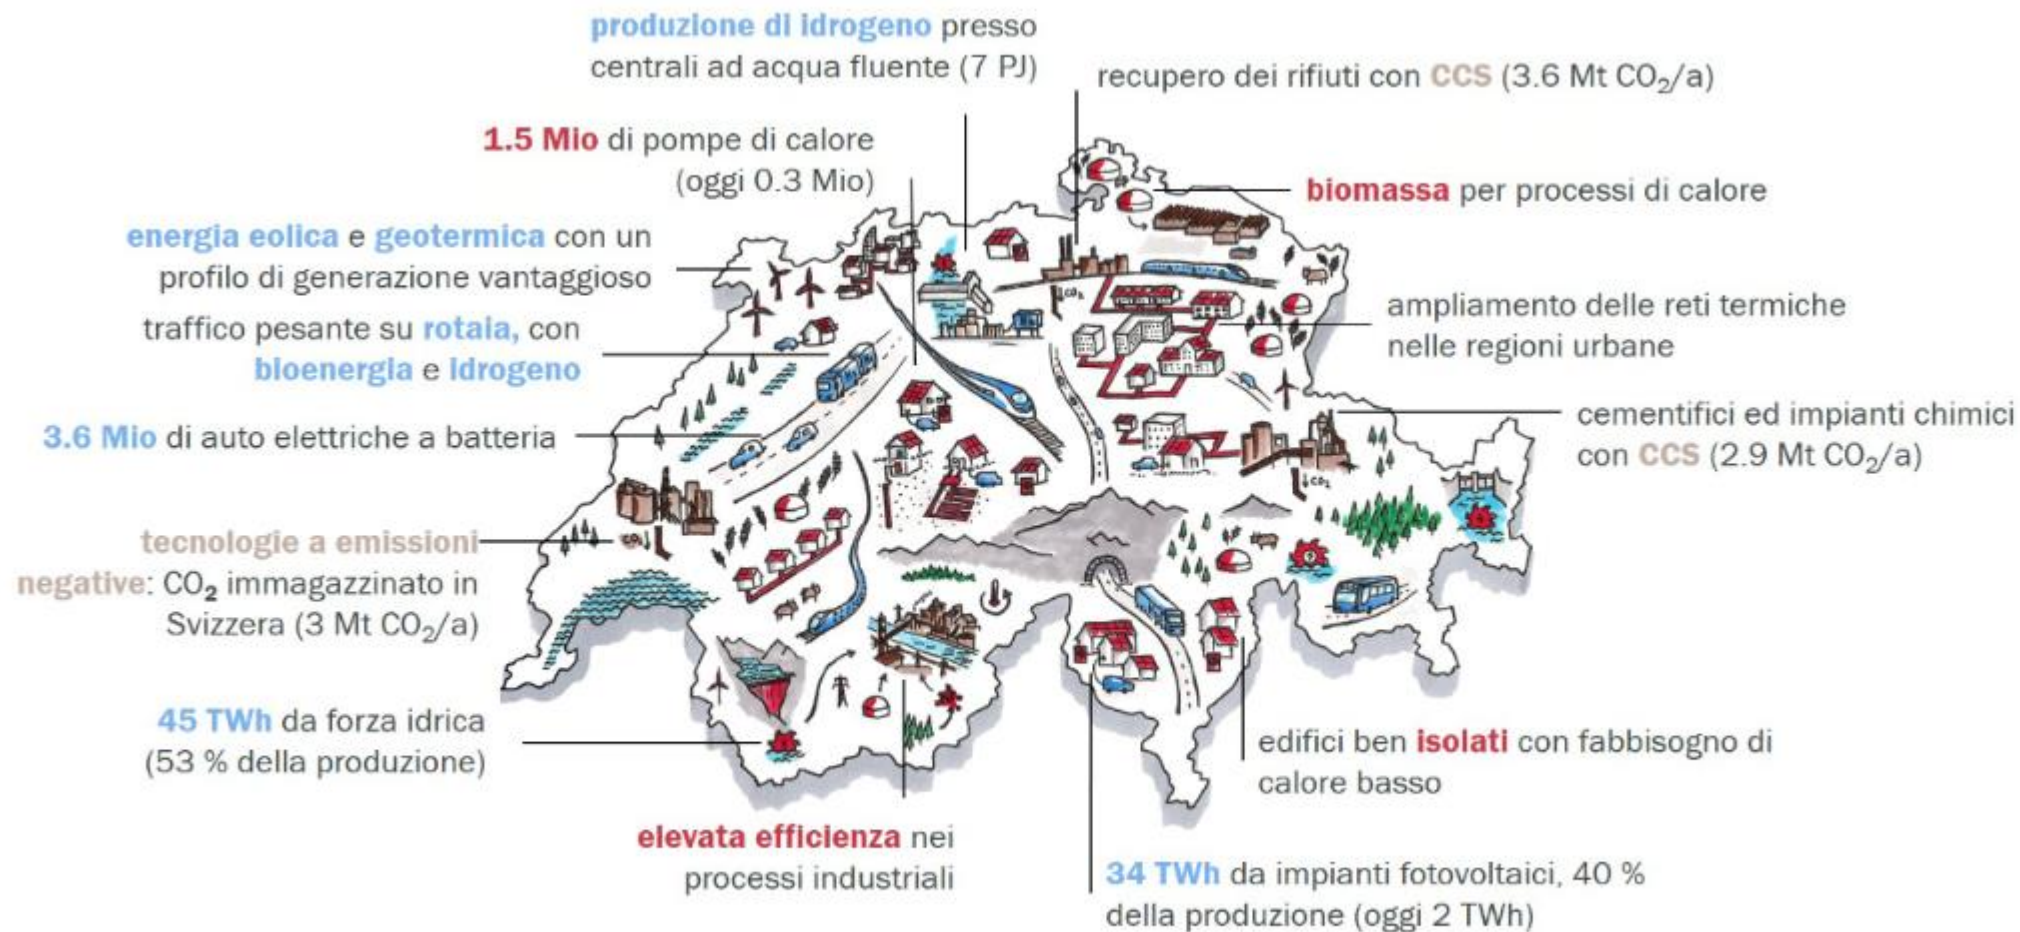 produzione di idrogeno presso
centrali ad acqua fluente (7 PJ)
recupero dei rifiuti con CCS (3.6 Mt CO₂/a)
1.5 Mio di pompe di calore
(oggi 0.3 Mio)
biomassa per processi di calore
energia eolica e geotermica con un
profilo di generazione vantaggioso
traffico pesante su rotaia, con
bioenergia e idrogeno
ampliamento delle reti termiche
nelle regioni urbane
3.6 Mio di auto elettriche a batteria
cementifici ed impianti chimici
con CCS (2.9 Mt CO₂/a)
tecnologie a emissioni
negative: CO₂ immagazzinato in
Svizzera (3 Mt CO₂/a)
45 TWh da forza idrica
(53 % della produzione)
edifici ben isolati con fabbisogno di
calore basso
elevata efficienza nei
processi industriali
34 TWh da impianti fotovoltaici, 40 %
della produzione (oggi 2 TWh)
CO₂
CO₂
CO₂